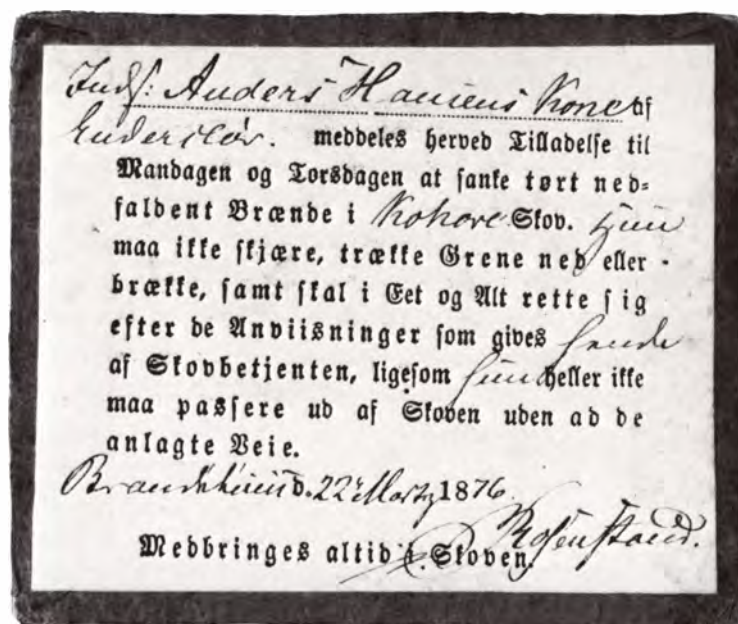 Inds: Anders Hansens Kone af
Enderslöv. meddeles herved Tilladelse til
Mandagen og Torsdagen at sanke tørt ned=
faldent Brænde i Kohave Skov. Hun
maa ikke skjære, trække Grene ned eller
brække, samt skal i Eet og Alt rette sig
efter de Anviisninger som gives hende
af Skovbetjenten, ligesom hun heller ikke
maa passere ud af Skoven uden ad de
anlagte Veie.
d. 22 Marts 1876.
Rosenstand.
Medbringes altid i Skoven.